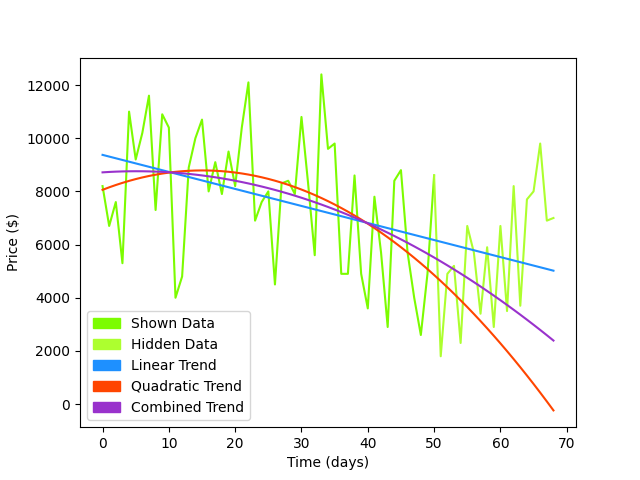 12000
10000
8000
6000
4000
2000
0
Price ($)
Shown Data
Hidden Data
Linear Trend
Quadratic Trend
Combined Trend
0 10 20 30 40 50 60 70
Time (days)